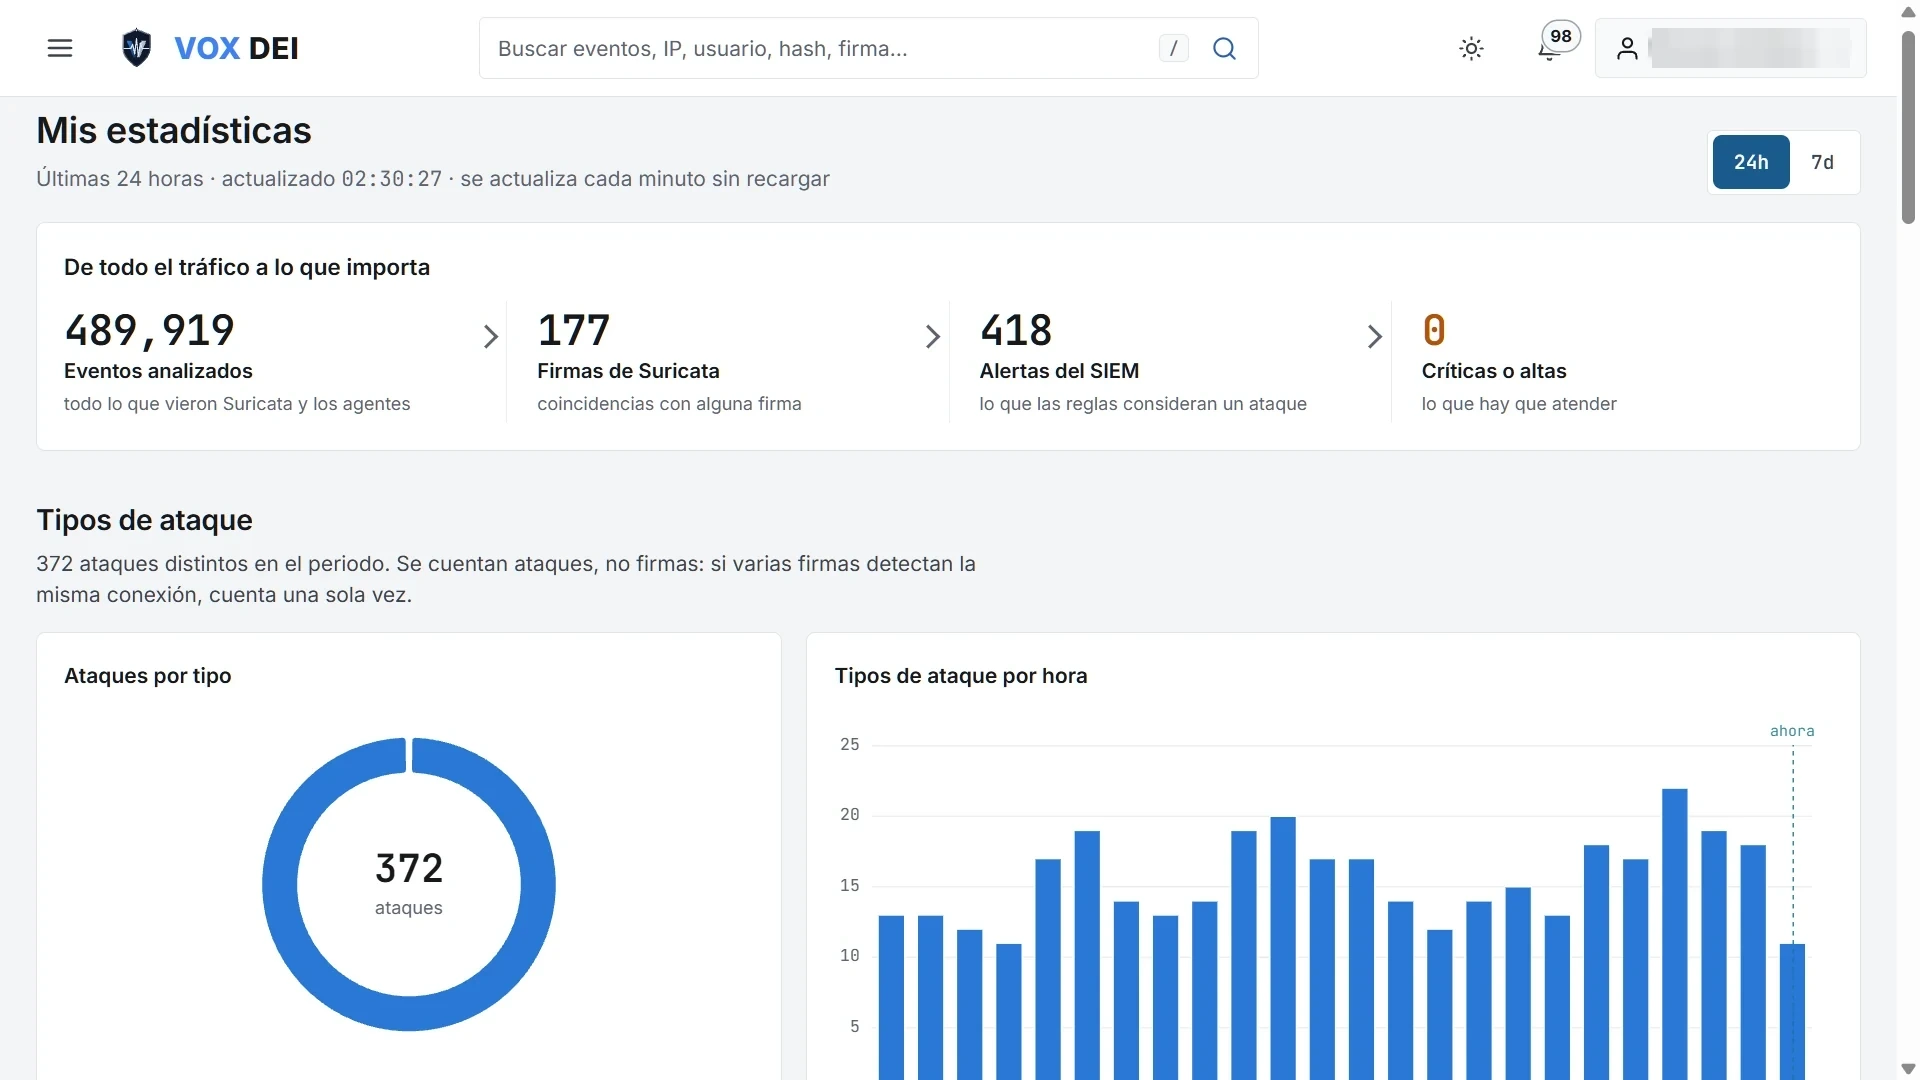 VOX DEI
Buscar eventos, IP, usuario, hash, firma...
/
98
Mis estadísticas
Últimas 24 horas · actualizado 02:30:27 · se actualiza cada minuto sin recargar
24h
7d
De todo el tráfico a lo que importa
489,919
Eventos analizados
todo lo que vieron Suricata y los agentes
177
Firmas de Suricata
coincidencias con alguna firma
418
Alertas del SIEM
lo que las reglas consideran un ataque
0
Críticas o altas
lo que hay que atender
Tipos de ataque
372 ataques distintos en el periodo. Se cuentan ataques, no firmas: si varias firmas detectan la
misma conexión, cuenta una sola vez.
Ataques por tipo
372
ataques
Tipos de ataque por hora
ahora
25
20
15
10
5